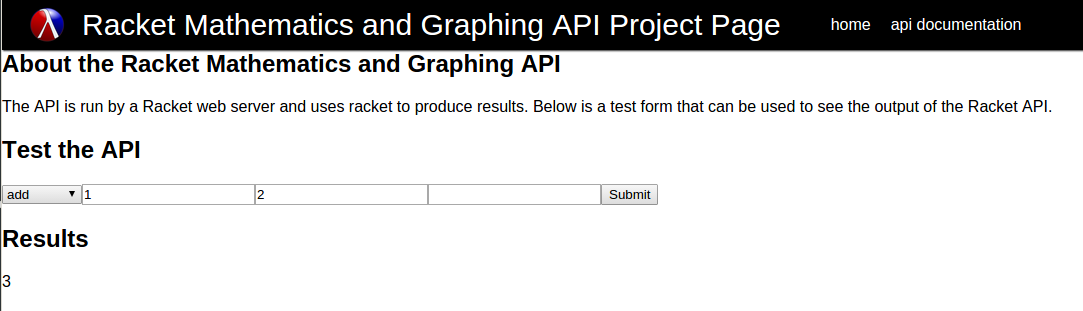 Racket Mathematics and Graphing API Project Page home api documentation
About the Racket Mathematics and Graphing API
The API is run by a Racket web server and uses racket to produce results. Below is a test form that can be used to see the output of the Racket API.
Test the API
add 1 2 Submit
Results
3